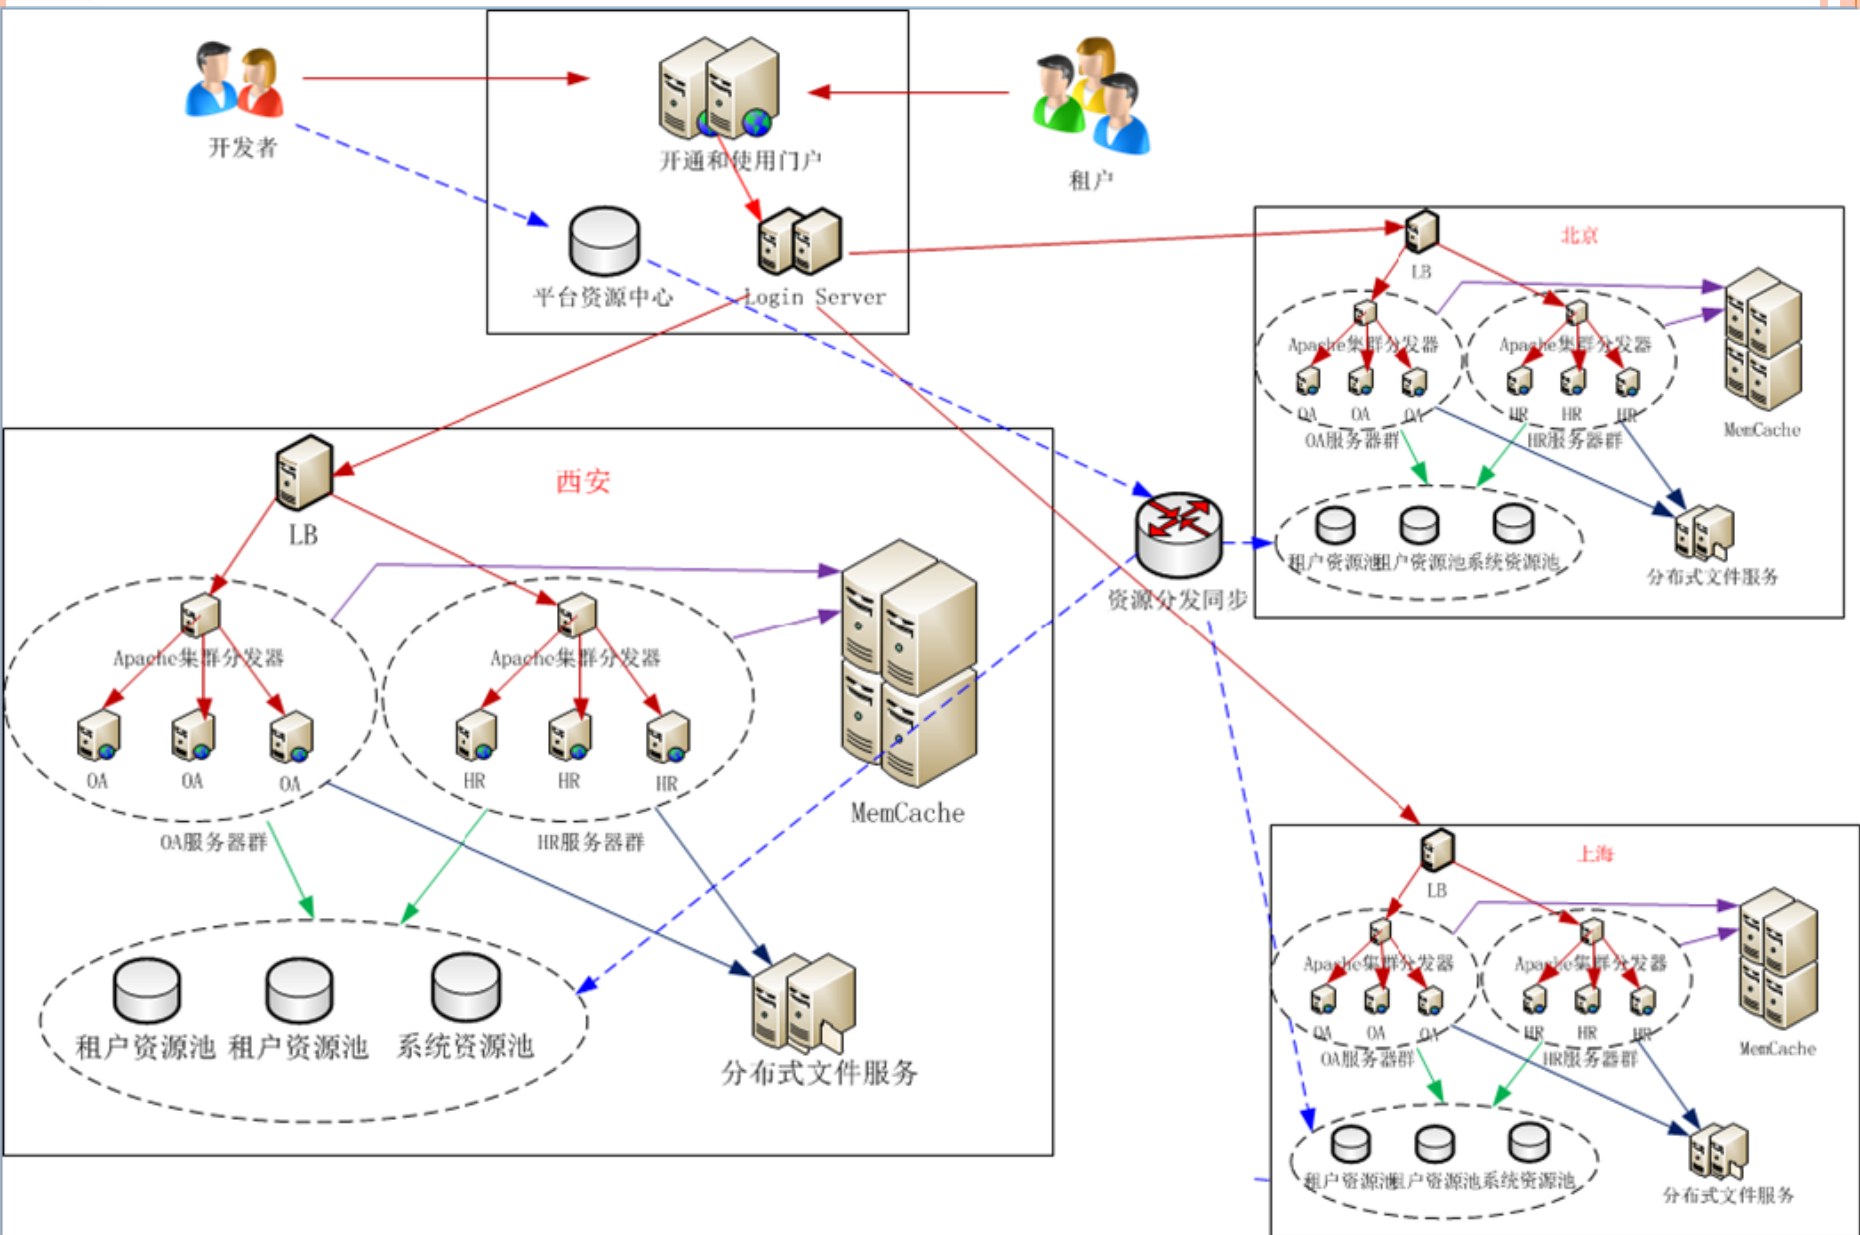 开发者
开通和使用门户
租户
平台资源中心
Login Server
北京
LB
Apache集群分发器
Apache集群分发器
OA
OA
OA
HR
HR
HR
OA服务器群
HR服务器群
MemCache
租户资源池
租户资源池
系统资源池
分布式文件服务
西安
LB
Apache集群分发器
Apache集群分发器
OA
OA
OA
HR
HR
HR
OA服务器群
HR服务器群
MemCache
租户资源池
租户资源池
系统资源池
分布式文件服务
资源分发同步
上海
LB
Apache集群分发器
Apache集群分发器
OA
OA
OA
HR
HR
HR
OA服务器群
HR服务器群
MemCache
租户资源池
租户资源池
系统资源池
分布式文件服务